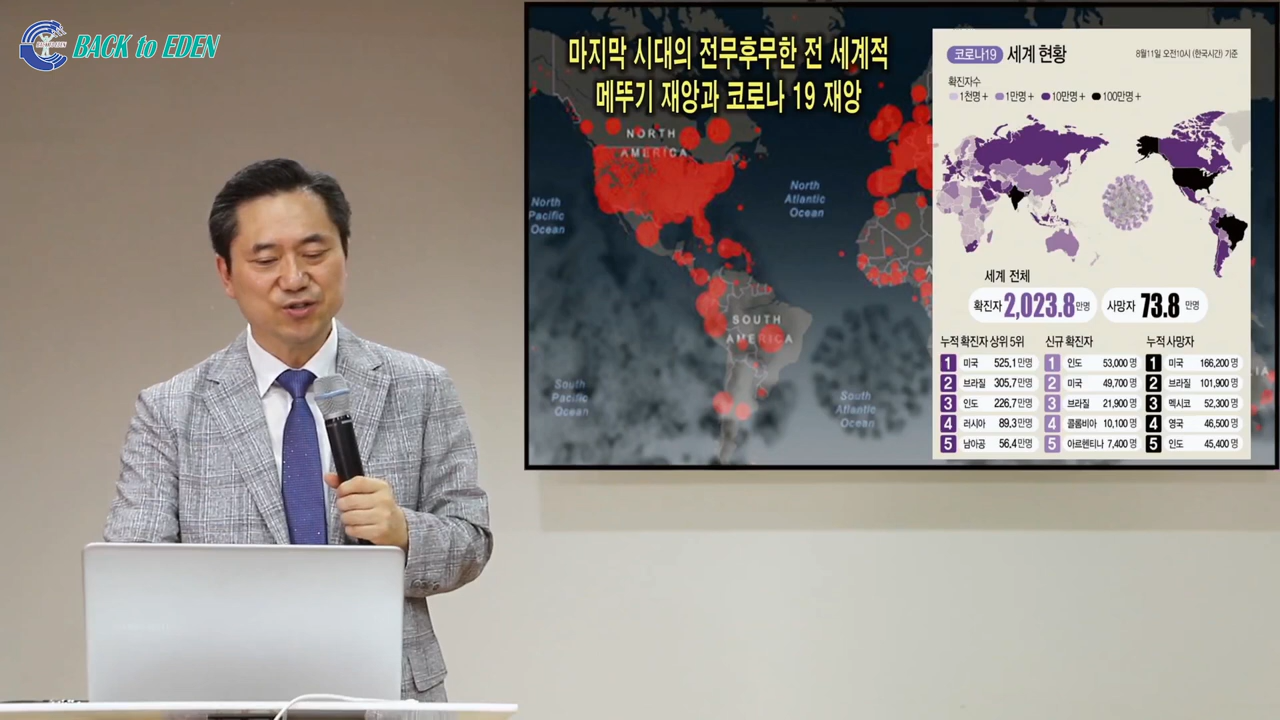 BACK to EDEN
마지막 시대의 전무후무한 전 세계적
메뚜기 재앙과 코로나 19 재앙
NORTH
AMERICA
North
Pacific
Ocean
North
Atlantic
Ocean
SOUTH
AMERICA
South
Pacific
Ocean
South
Atlantic
Ocean
코로나19 세계 현황
8월11일 오전10시 (한국시간) 기준
확진자수
1천명+ 1만명+ 10만명+ 100만명+
세계 전체
확진자 2,023.8만명 사망자 73.8만명
누적 확진자 상위 5위 신규 확진자 누적 사망자
1 미국 525.1만명 1 인도 53,000명 1 미국 166,200명
2 브라질 305.7만명 2 미국 49,700명 2 브라질 101,900명
3 인도 226.7만명 3 브라질 21,900명 3 멕시코 52,300명
4 러시아 89.3만명 4 콜롬비아 10,100명 4 영국 46,500명
5 남아공 56.4만명 5 아르헨티나 7,400명 5 인도 45,400명